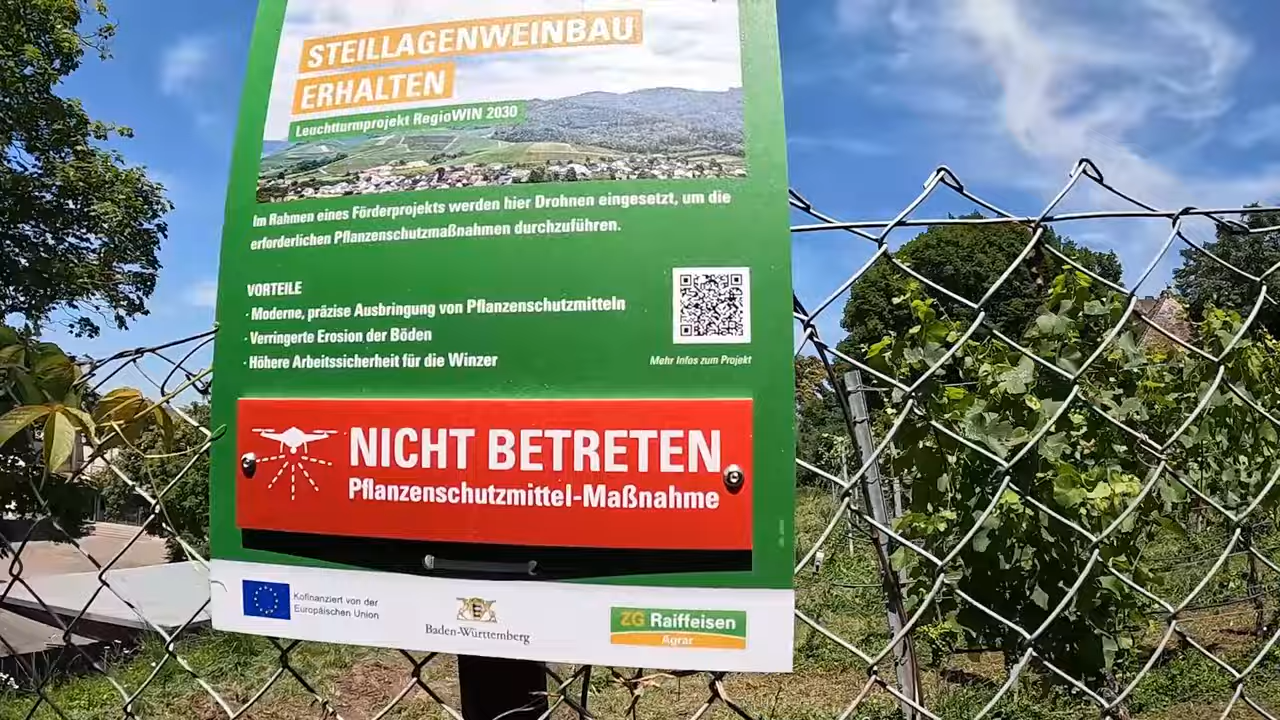 STEILLAGENWEINBAU
ERHALTEN
Leuchtturmprojekt RegioWIN 2030
Im Rahmen eines Förderprojekts werden hier Drohnen eingesetzt, um die
erforderlichen Pflanzenschutzmaßnahmen durchzuführen.
VORTEILE
· Moderne, präzise Ausbringung von Pflanzenschutzmitteln
· Verringerte Erosion der Böden
· Höhere Arbeitssicherheit für die Winzer
Mehr Infos zum Projekt
NICHT BETRETEN
Pflanzenschutzmittel-Maßnahme
Kofinanziert von der
Europäischen Union
Baden-Württemberg
ZG Raiffeisen
Agrar